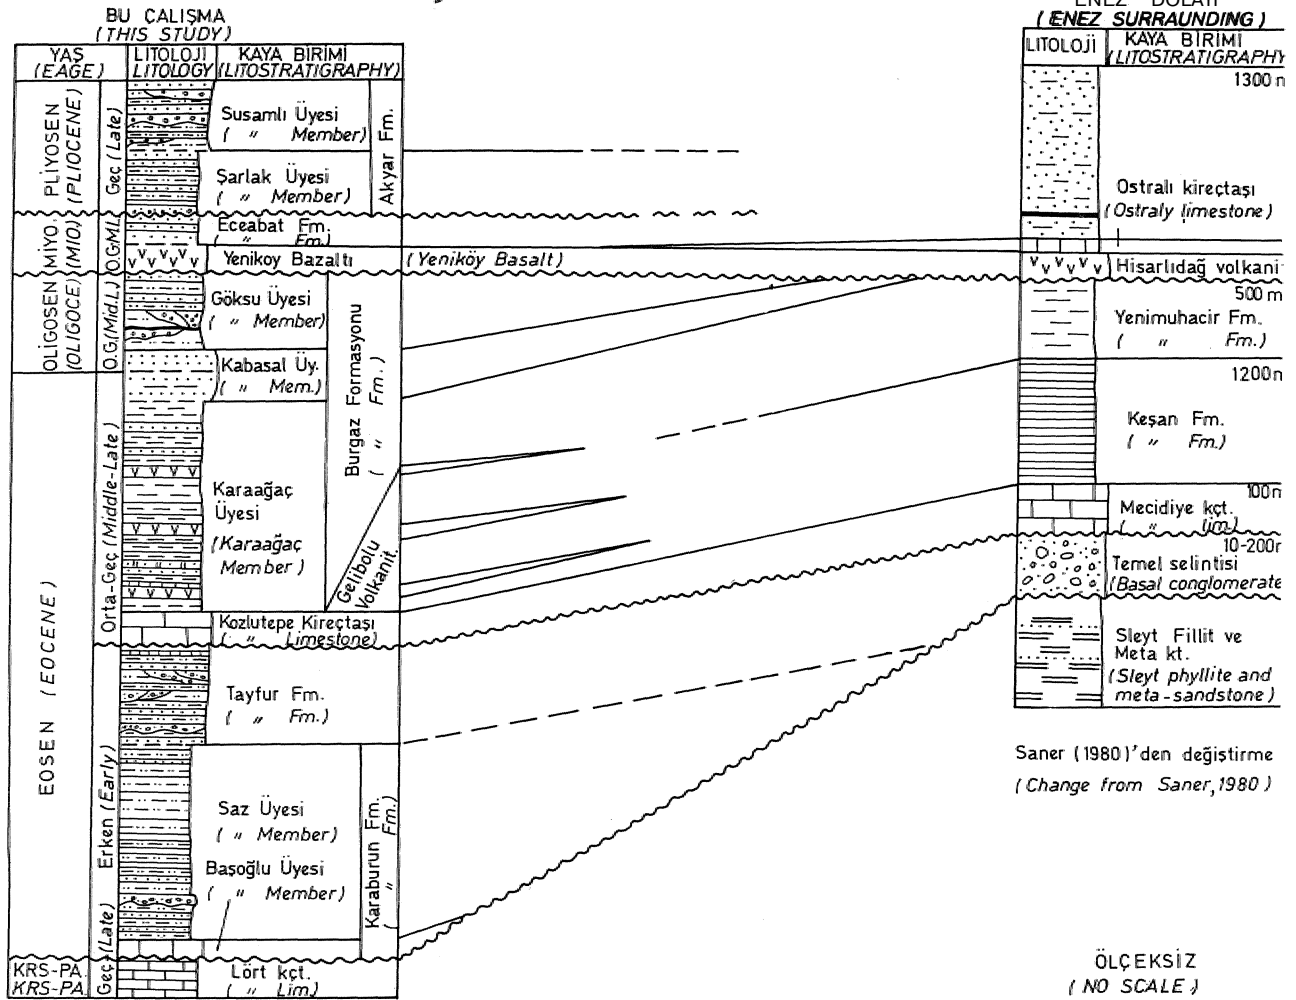 BU ÇALIŞMA
(THIS STUDY)
YAŞ
(EAGE)
LİTOLOJİ
LITOLOGY
KAYA BİRİMİ
(LITOSTRATIGRAPHY)
PLİYOSEN
(PLIOCENE)
Geç (Late)
Susamlı Üyesi
( " Member)
Şarlak Üyesi
( " Member)
Akyar Fm.
MİYO.
(MIO.)
O.G.M.L.
Eceabat Fm.
( " Fm.)
Yeniköy Bazaltı
(Yeniköy Basalt)
OLİGOSEN
(OLIGOCE)
O.G.(Mid.L)
Göksu Üyesi
( " Member)
Kabasal Üy.
( " Mem.)
Burgaz Formasyonu
( " Fm.)
EOSEN (EOCENE)
Orta-Geç (Middle-Late)
Karaağaç
Üyesi
(Karaağaç
Member)
Gelibolu
Volkanit.
Kozlutepe Kireçtaşı
( " Limestone)
Erken (Early)
Tayfur Fm.
( " Fm.)
Saz Üyesi
( " Member)
Başoğlu Üyesi
( " Member)
Karaburun Fm.
( " Fm.)
KRS-PA.
KRS-PA.
Geç-(Late)
Lört kçt.
( " Lim.)
(ENEZ SURRAUNDING)
LİTOLOJİ
KAYA BİRİMİ
(LITOSTRATIGRAPHY
1300
Ostralı kireçtaşı
(Ostraly limestone)
Hisarlıdağ volkani
500 m
Yenimuhacir Fm.
( " Fm.)
1200
Keşan Fm.
( " Fm.)
100
Mecidiye kçt.
( " lim.)
10-200
Temel selintisi
(Basal conglomerate
Sleyt Fillit ve
Meta kt.
(Sleyt phyllite and
meta-sandstone)
Saner (1980)'den değiştirme
(Change from Saner,1980)
ÖLÇEKSİZ
(NO SCALE)